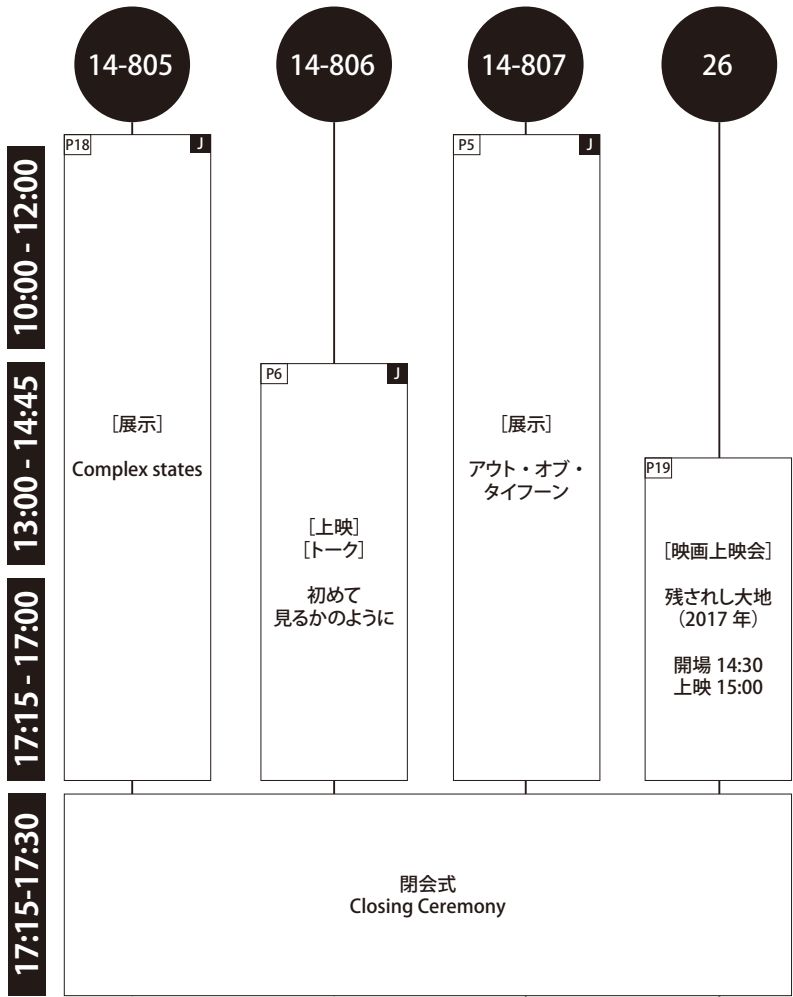 14-805
14-806
14-807
26
10:00 - 12:00
13:00 - 14:45
17:15 - 17:00
17:15-17:30
P18
J
［展示］
Complex states
P6
J
［上映］
［トーク］
初めて
見るかのように
P5
J
［展示］
アウト・オブ・
タイフーン
P19
［映画上映会］
残されし大地
（2017 年）
開場 14:30
上映 15:00
閉会式
Closing Ceremony